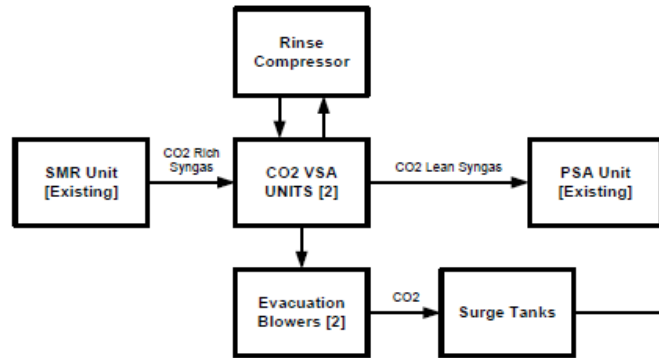 Rinse
Compressor
SMR Unit
[Existing]
CO2 Rich
Syngas
CO2 VSA
UNITS [2]
CO2 Lean Syngas
PSA Unit
[Existing]
Evacuation
Blowers [2]
CO2
Surge Tanks